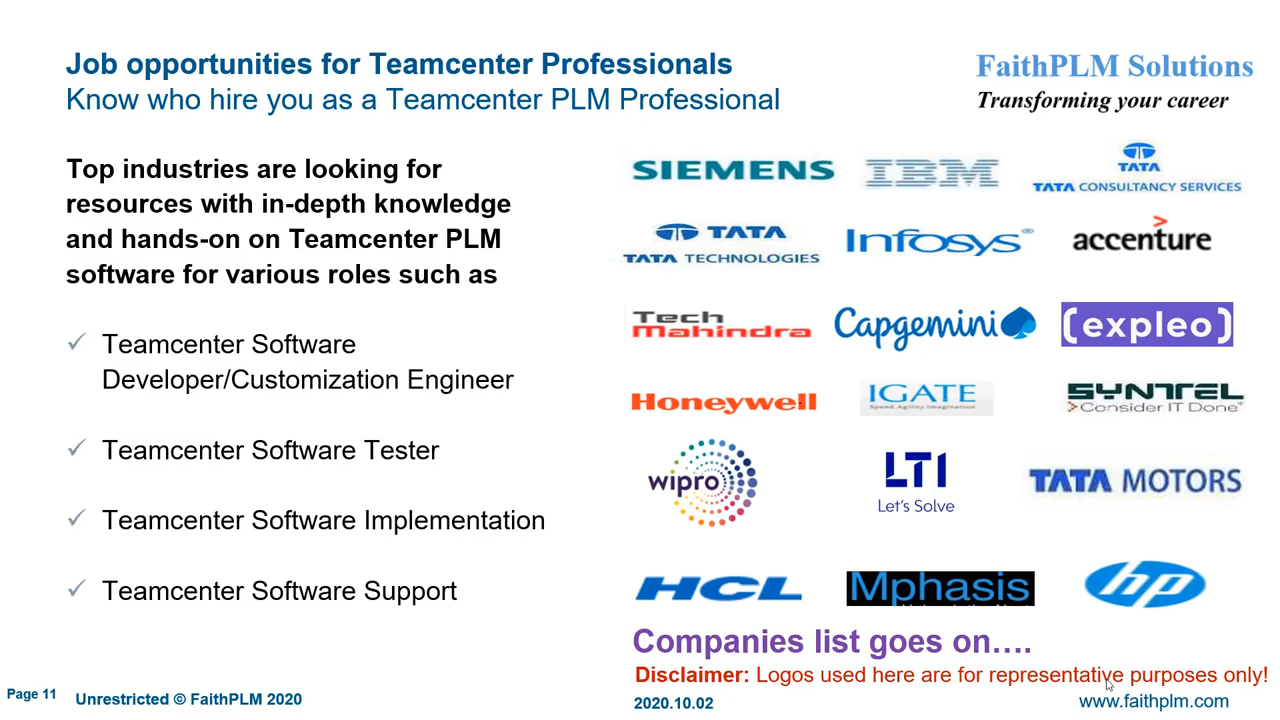 Job opportunities for Teamcenter Professionals
Know who hire you as a Teamcenter PLM Professional
FaithPLM Solutions
Transforming your career
Top industries are looking for
resources with in-depth knowledge
and hands-on on Teamcenter PLM
software for various roles such as
Teamcenter Software
Developer/Customization Engineer
Teamcenter Software Tester
Teamcenter Software Implementation
Teamcenter Software Support
SIEMENS
IBM
TATA
TATA CONSULTANCY SERVICES
TATA
TATA TECHNOLOGIES
Infosys®
accenture
Tech
Mahindra
Capgemini
(expleo)
Honeywell
IGATE
Speed.Agility.Imagination
SYNTEL
Consider IT Done
wipro
LTI
Let's Solve
TATA MOTORS
HCL
Mphasis
hp
Companies list goes on....
Disclaimer: Logos used here are for representative purposes only!
Page 11
Unrestricted © FaithPLM 2020
2020.10.02
www.faithplm.com